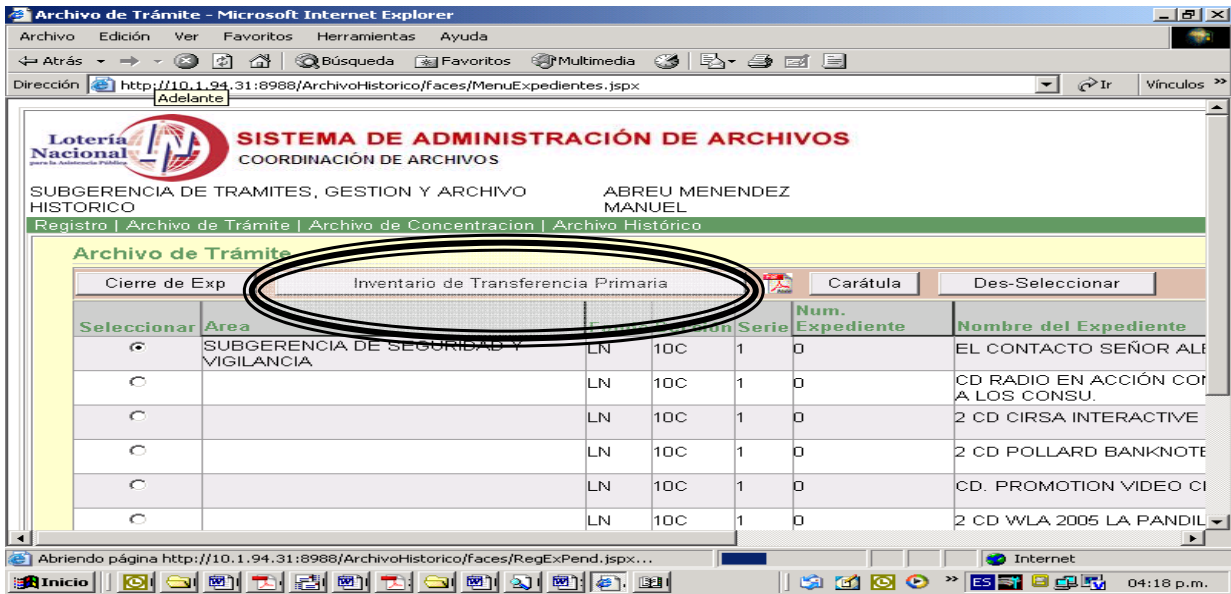 Archivo de Trámite - Microsoft Internet Explorer
Archivo Edición Ver Favoritos Herramientas Ayuda
Atrás Búsqueda Favoritos Multimedia
Dirección http://10.1.94.31:8988/ArchivoHistorico/faces/MenuExpedientes.jspx Ir Vínculos »
Adelante
Lotería
Nacional
para la Asistencia Pública
SISTEMA DE ADMINISTRACIÓN DE ARCHIVOS
COORDINACIÓN DE ARCHIVOS
SUBGERENCIA DE TRAMITES, GESTION Y ARCHIVO HISTORICO
ABREU MENENDEZ MANUEL
Registro | Archivo de Trámite | Archivo de Concentracion | Archivo Histórico
Archivo de Trámite
Cierre de Exp Inventario de Transferencia Primaria Carátula Des-Seleccionar
Seleccionar Area Serie Num. Expediente Nombre del Expediente
SUBGERENCIA DE SEGURIDAD Y VIGILANCIA LN 10C 1 0 EL CONTACTO SEÑOR ALE
LN 10C 1 0 CD RADIO EN ACCIÓN CON A LOS CONSU.
LN 10C 1 0 2 CD CIRSA INTERACTIVE
LN 10C 1 0 2 CD POLLARD BANKNOTE
LN 10C 1 0 CD. PROMOTION VIDEO CI
LN 10C 1 0 2 CD WLA 2005 LA PANDIL
Abriendo página http://10.1.94.31:8988/ArchivoHistorico/faces/RegExPend.jspx... Internet
Inicio » ES 04:18 p.m.